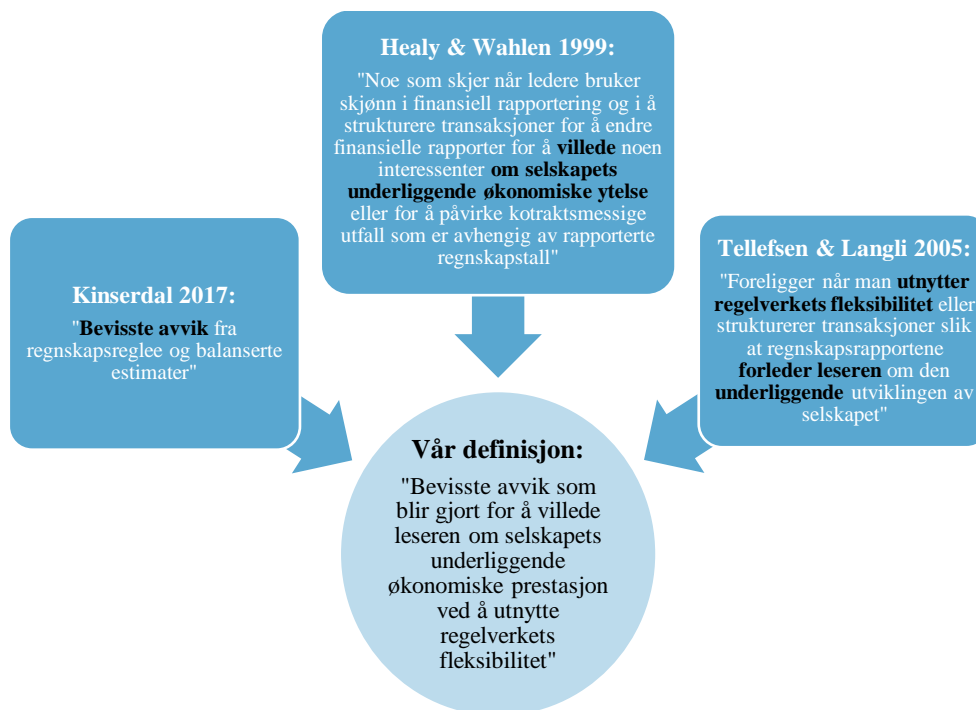 Healy & Wahlen 1999:
"Noe som skjer når ledere bruker
skjønn i finansiell rapportering og i å
strukturere transaksjoner for å endre
finansielle rapporter for å villede noen
interessenter om selskapets
underliggende økonomiske ytelse
eller for å påvirke kotraktsmessige
utfall som er avhengig av rapporterte
regnskapstall"
Kinserdal 2017:
"Bevisste avvik fra
regnskapsreglee og balanserte
estimater"
Tellefsen & Langli 2005:
"Foreligger når man utnytter
regelverkets fleksibilitet eller
strukturerer transaksjoner slik
at regnskapsrapportene
forleder leseren om den
underliggende utviklingen av
selskapet"
Vår definisjon:
"Bevisste avvik som
blir gjort for å villede
leseren om selskapets
underliggende
økonomiske prestasjon
ved å utnytte
regelverkets
fleksibilitet"